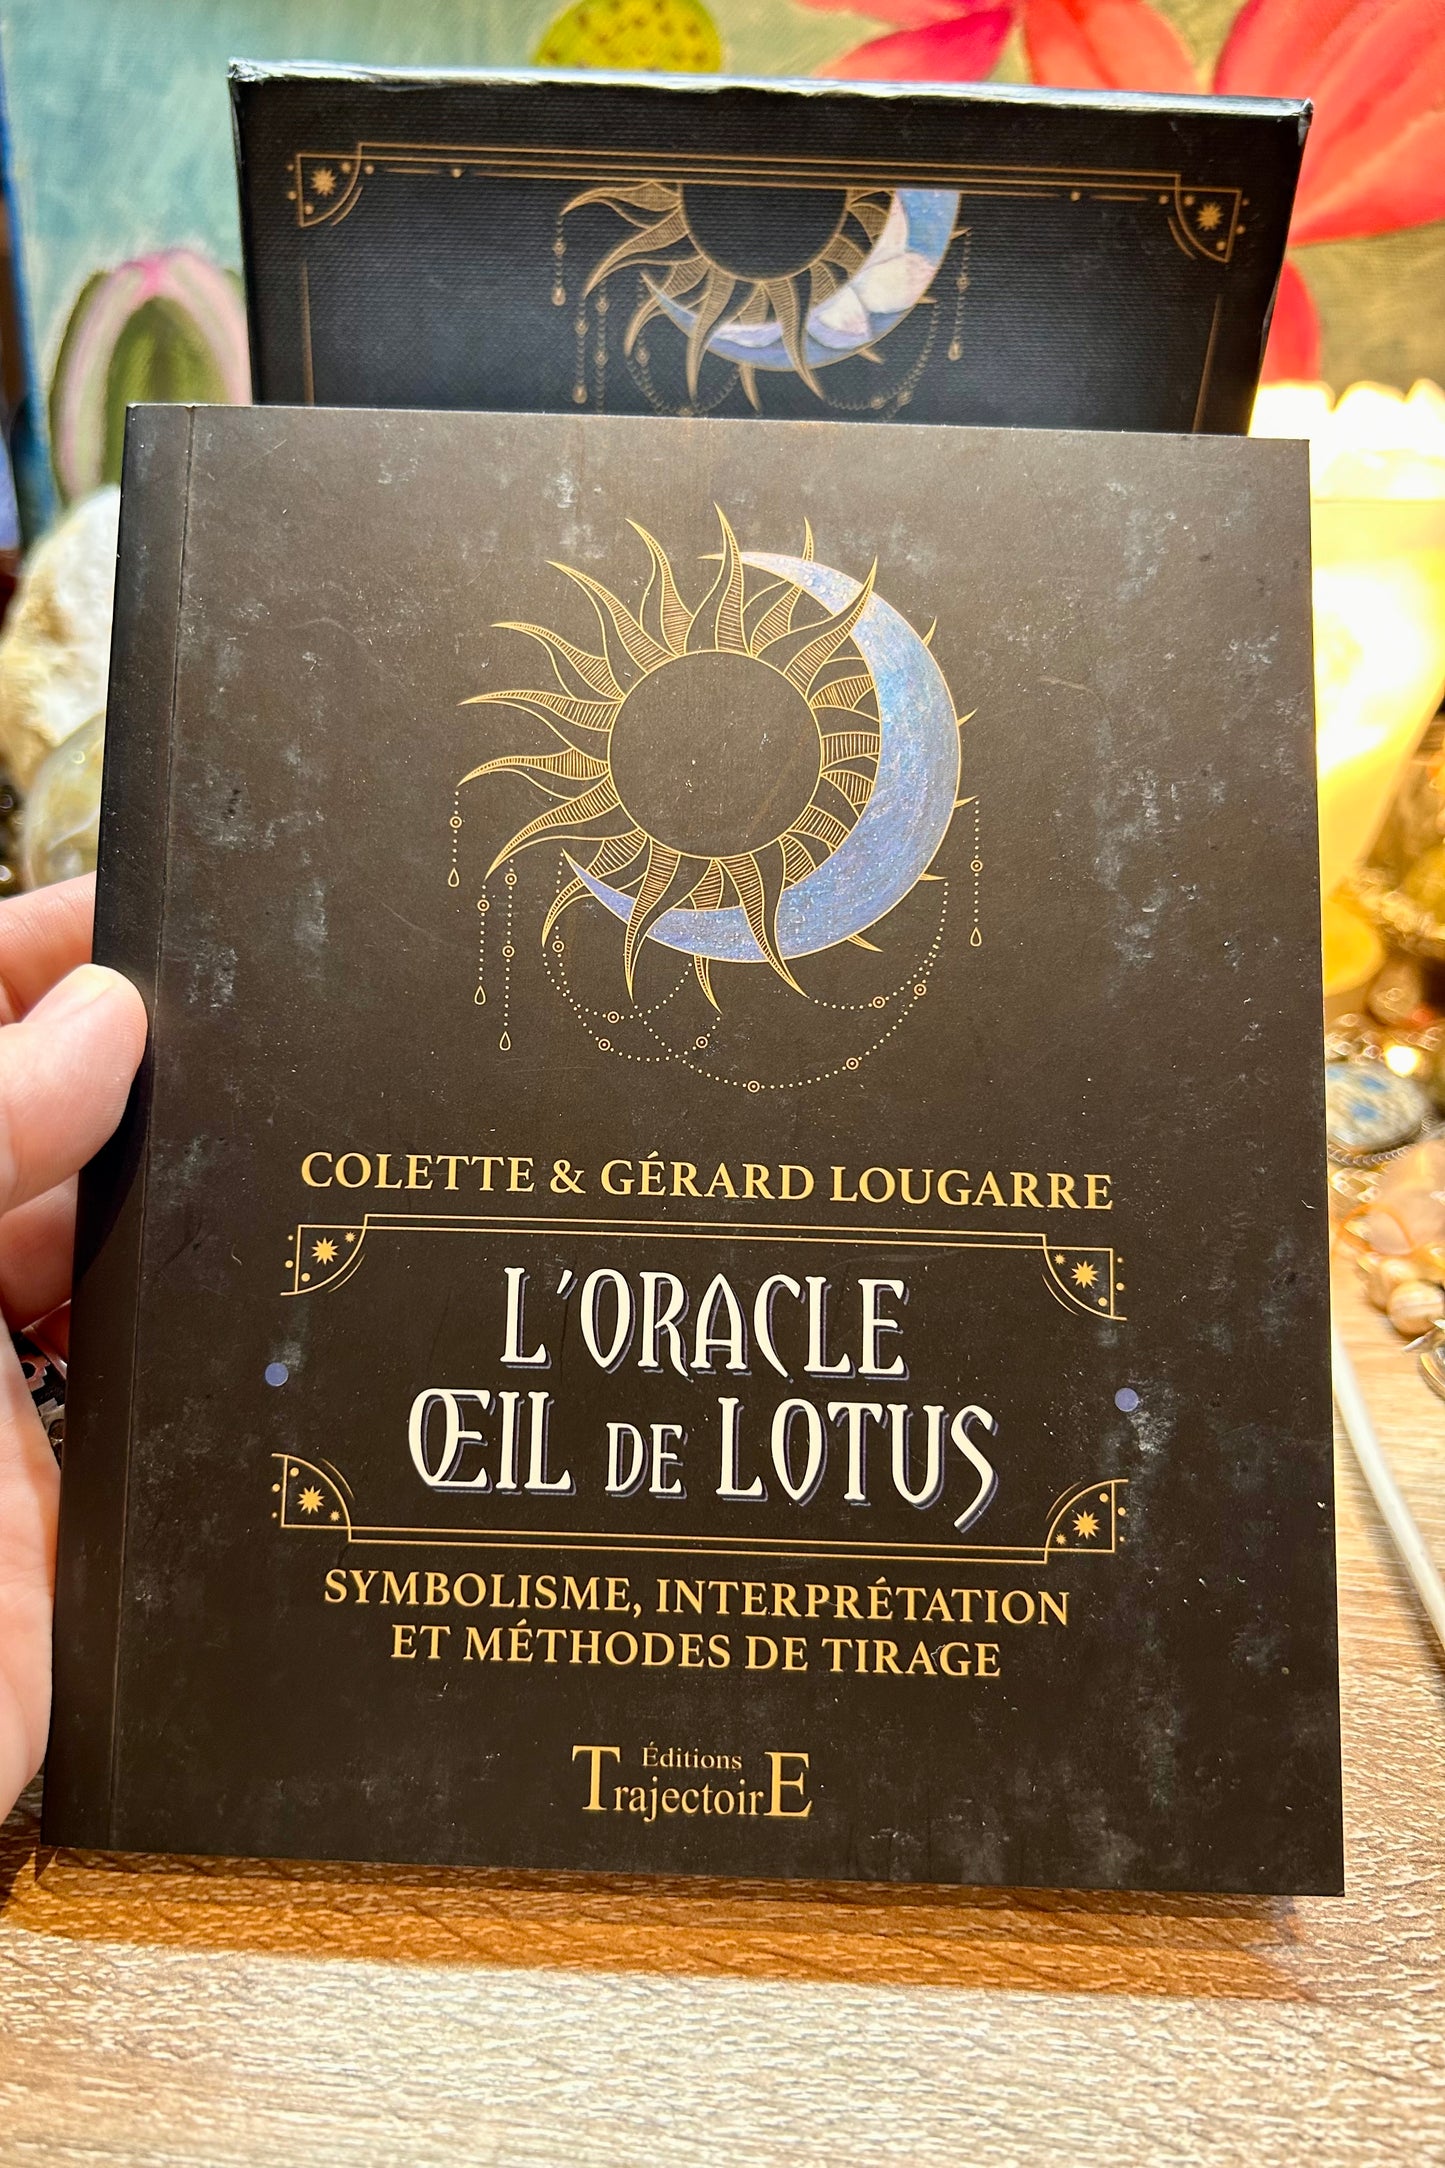 COLETTE & GÉRARD LOUGARRE
L'ORACLE
ŒIL DE LOTUS
SYMBOLISME, INTERPRÉTATION
ET MÉTHODES DE TIRAGE
Éditions
TrajectoirE